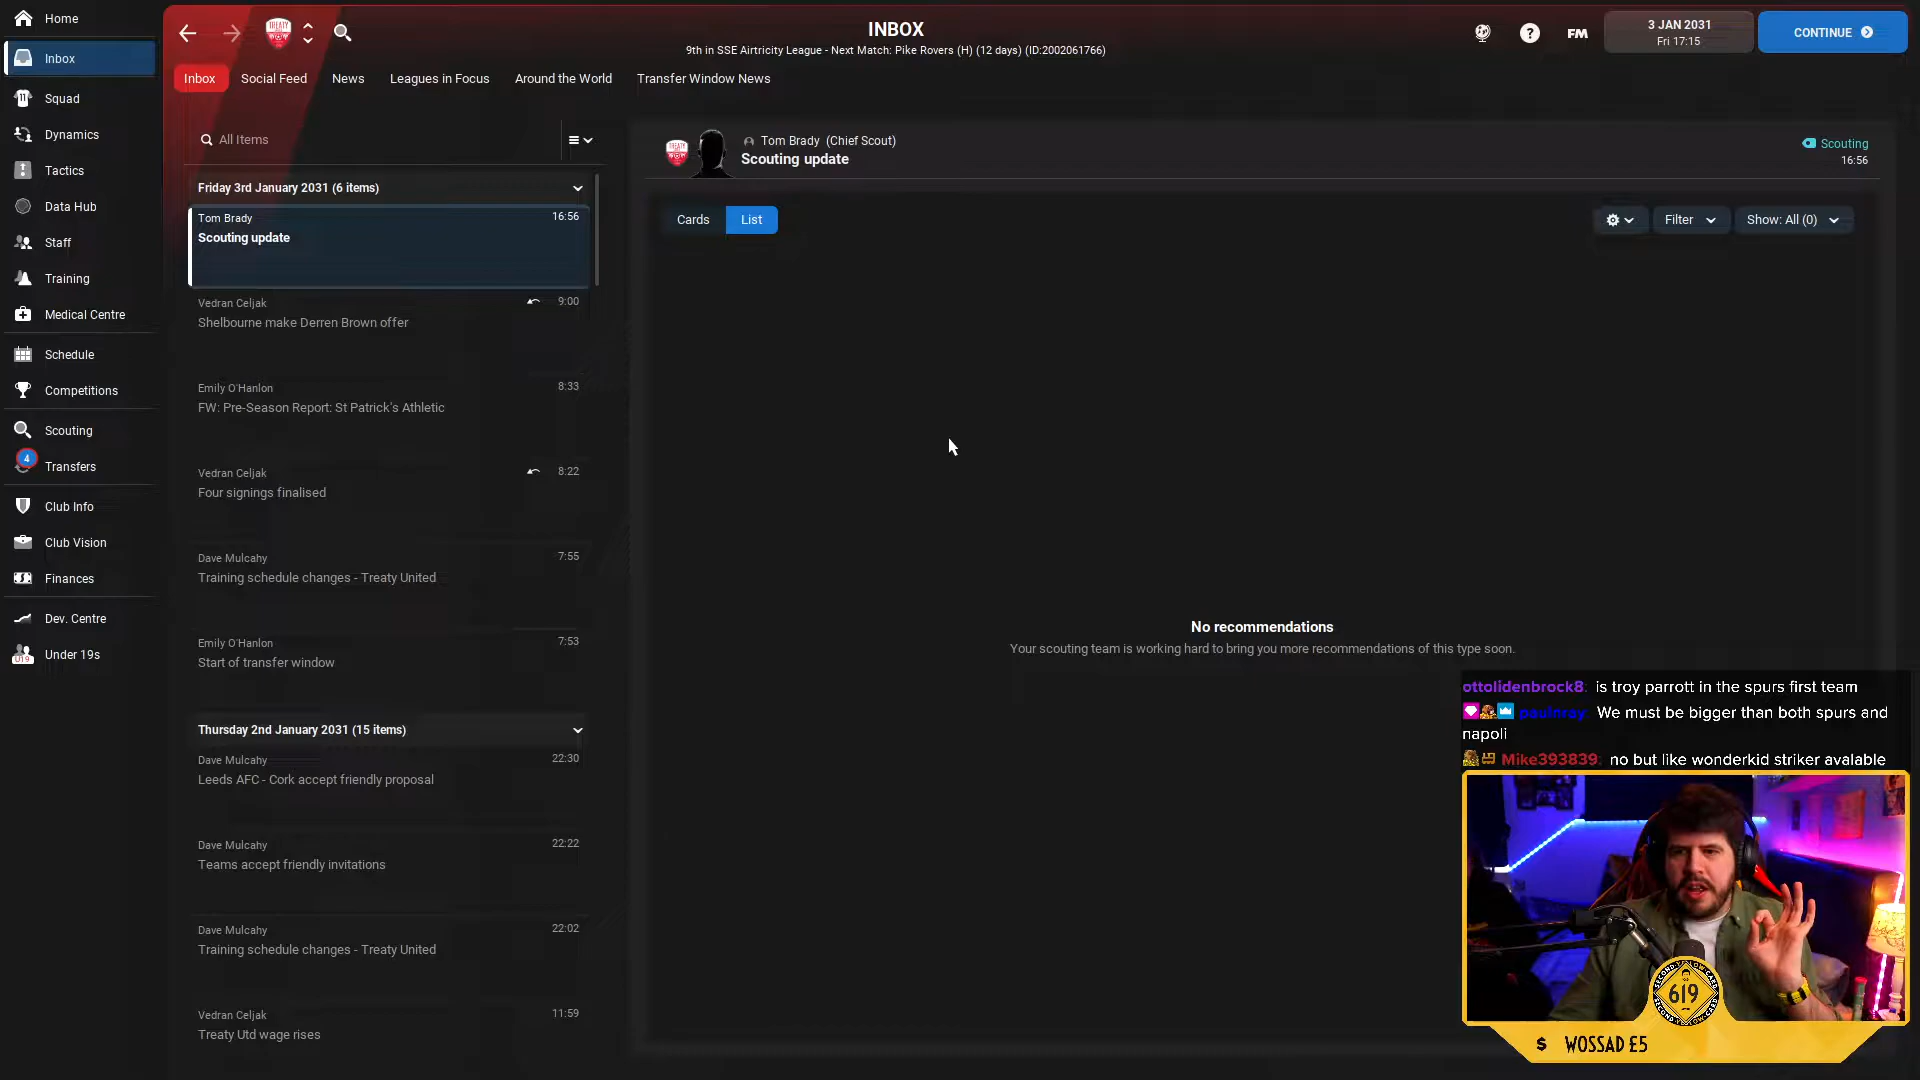 Home
Inbox
Squad
Dynamics
Tactics
Data Hub
Staff
Training
Medical Centre
Schedule
Competitions
Scouting
4
Transfers
Club Info
Club Vision
Finances
Dev. Centre
U19
Under 19s
TREATY
INBOX
9th in SSE Airtricity League - Next Match: Pike Rovers (H) (12 days) (ID:2002061766)
?
FM
3 JAN 2031
Fri 17:15
CONTINUE
Inbox
Social Feed
News
Leagues in Focus
Around the World
Transfer Window News
All Items
Friday 3rd January 2031 (6 items)
Tom Brady 16:56
Scouting update
Vedran Celjak 9:00
Shelbourne make Derren Brown offer
Emily O'Hanlon 8:33
FW: Pre-Season Report: St Patrick's Athletic
Vedran Celjak 8:22
Four signings finalised
Dave Mulcahy 7:55
Training schedule changes - Treaty United
Emily O'Hanlon 7:53
Start of transfer window
Thursday 2nd January 2031 (15 items)
Dave Mulcahy 22:30
Leeds AFC - Cork accept friendly proposal
Dave Mulcahy 22:22
Teams accept friendly invitations
Dave Mulcahy 22:02
Training schedule changes - Treaty United
Vedran Celjak 11:59
Treaty Utd wage rises
Tom Brady (Chief Scout)
Scouting update
Scouting
16:56
Cards
List
Filter
Show: All (0)
No recommendations
Your scouting team is working hard to bring you more recommendations of this type soon.
ottolidenbrock8: is troy parrott in the spurs first team
paulnray: We must be bigger than both spurs and
napoli
Mike393839: no but like wonderkid striker avalable
SECOND YELLOW CARD
619
$ WOSSAD £5